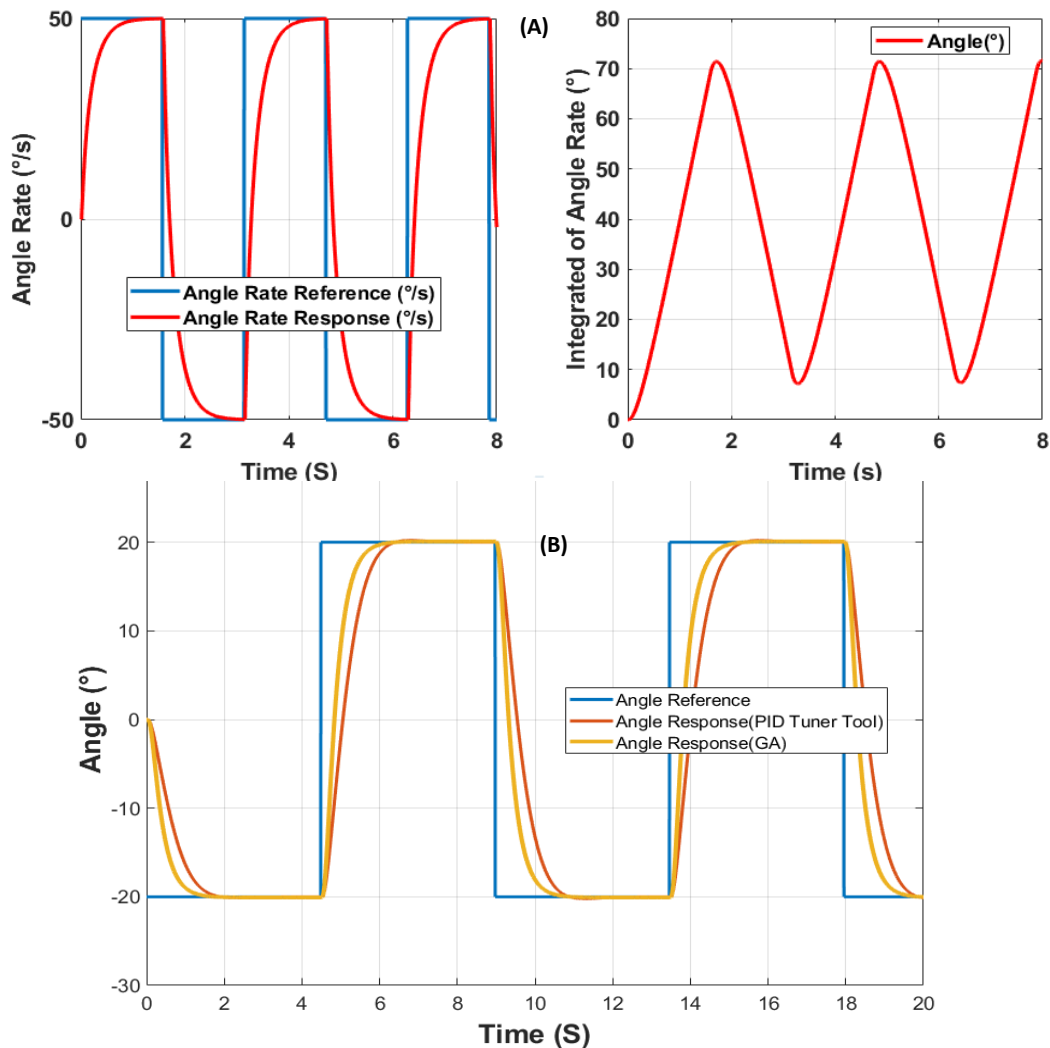 (A)
50
0
-50
Angle Rate (°/s)
Angle Rate Reference (°/s)
Angle Rate Response (°/s)
0 2 4 6 8
Time (S)
80
70
60
50
40
30
20
10
0
Integrated of Angle Rate (°)
Angle(°)
0 2 4 6 8
Time (s)
(B)
20
10
0
-10
-20
-30
Angle (°)
Angle Reference
Angle Response(PID Tuner Tool)
Angle Response(GA)
0 2 4 6 8 10 12 14 16 18 20
Time (S)